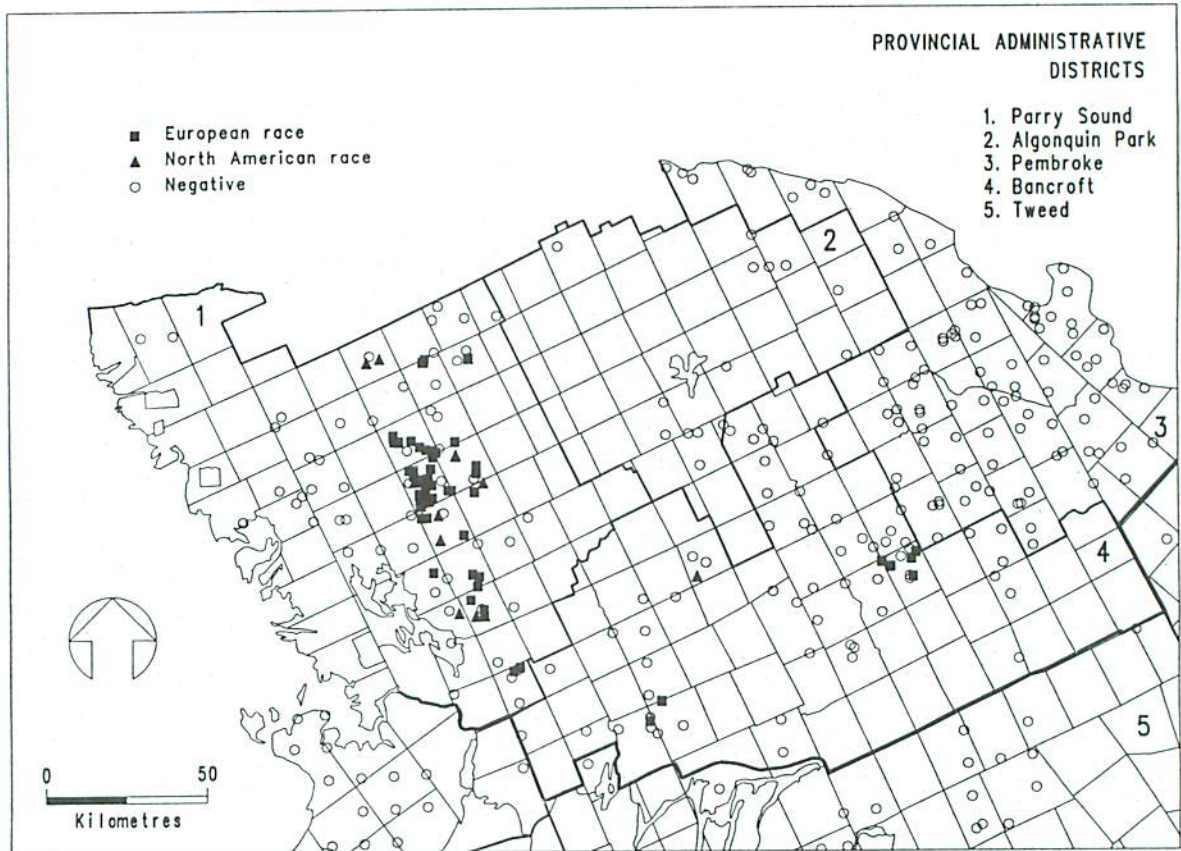 PROVINCIAL ADMINISTRATIVE
DISTRICTS
1. Parry Sound
2. Algonquin Park
3. Pembroke
4. Bancroft
5. Tweed
European race
North American race
Negative
1
2
3
4
5
0 50
Kilometres